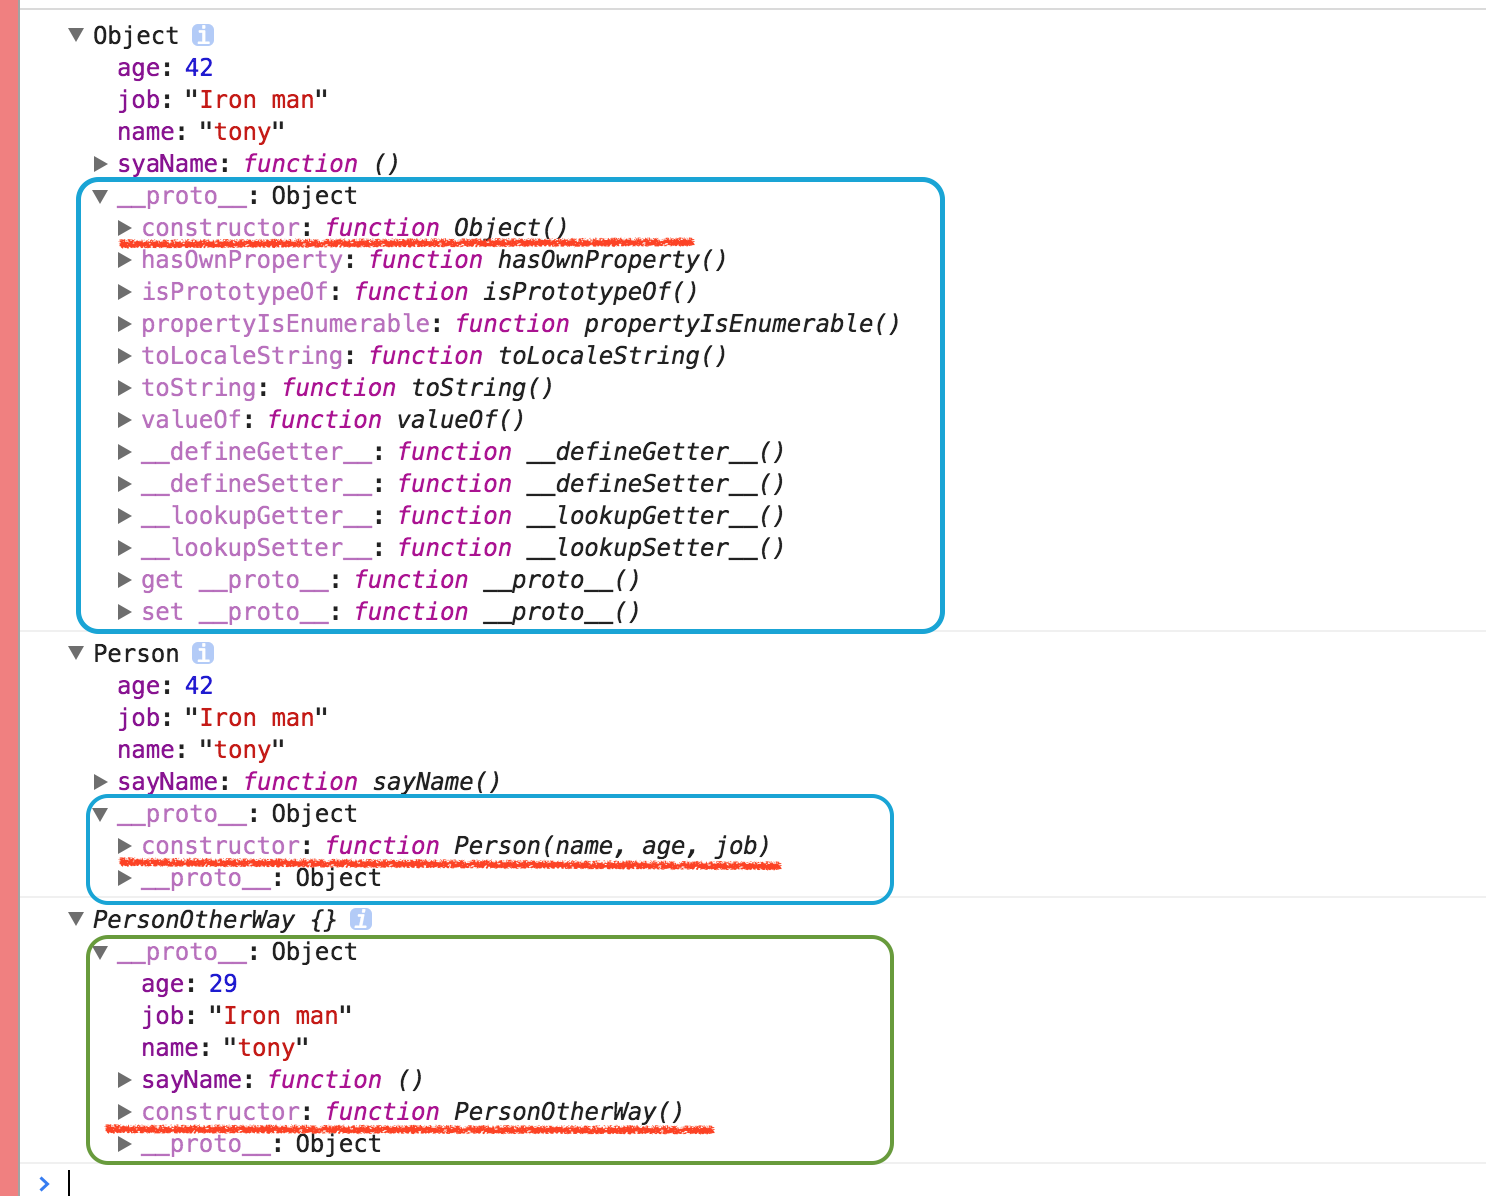 Object i
age: 42
job: "Iron man"
name: "tony"
syaName: function ()
__proto__: Object
constructor: function Object()
hasOwnProperty: function hasOwnProperty()
isPrototypeOf: function isPrototypeOf()
propertyIsEnumerable: function propertyIsEnumerable()
toLocaleString: function toLocaleString()
toString: function toString()
valueOf: function valueOf()
__defineGetter__: function __defineGetter__()
__defineSetter__: function __defineSetter__()
__lookupGetter__: function __lookupGetter__()
__lookupSetter__: function __lookupSetter__()
get __proto__: function __proto__()
set __proto__: function __proto__()
Person i
age: 42
job: "Iron man"
name: "tony"
sayName: function sayName()
__proto__: Object
constructor: function Person(name, age, job)
__proto__: Object
PersonOtherWay {} i
__proto__: Object
age: 29
job: "Iron man"
name: "tony"
sayName: function ()
constructor: function PersonOtherWay()
__proto__: Object